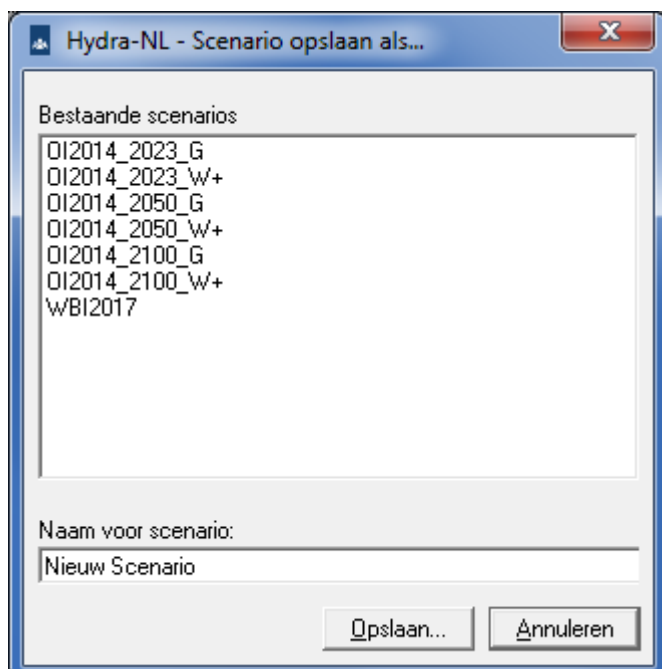 Hydra-NL - Scenario opslaan als...
Bestaande scenarios
OI2014_2023_G
OI2014_2023_W+
OI2014_2050_G
OI2014_2050_W+
OI2014_2100_G
OI2014_2100_W+
WBI2017
Naam voor scenario:
Nieuw Scenario
Opslaan... Annuleren